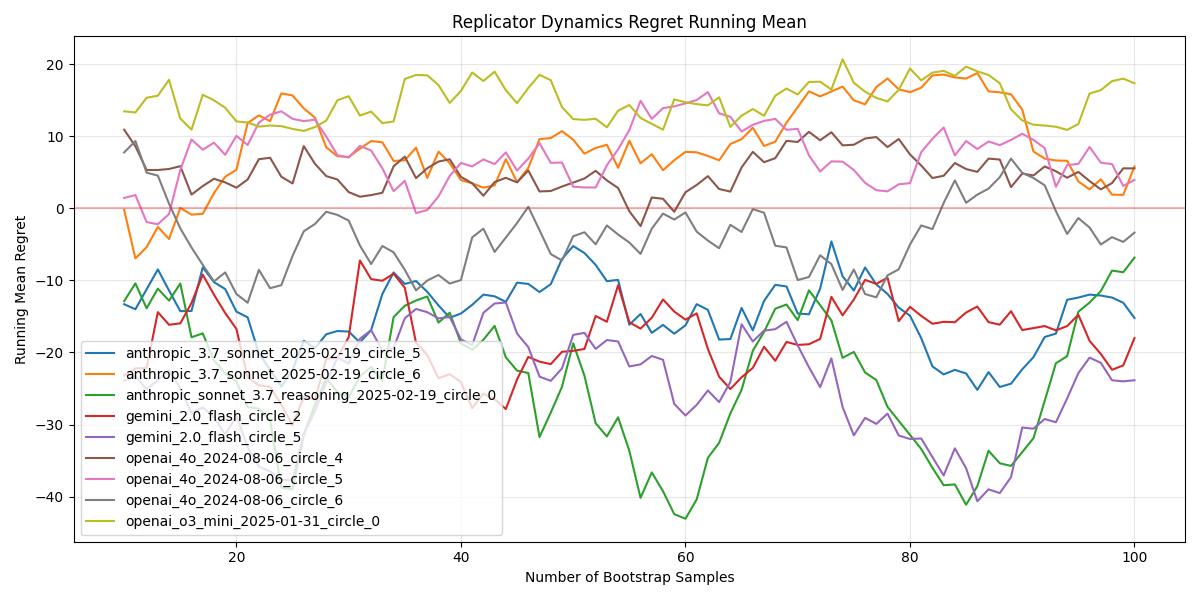 Replicator Dynamics Regret Running Mean
Running Mean Regret
20
10
0
−10
−20
−30
−40
anthropic_3.7_sonnet_2025-02-19_circle_5
anthropic_3.7_sonnet_2025-02-19_circle_6
anthropic_sonnet_3.7_reasoning_2025-02-19_circle_0
gemini_2.0_flash_circle_2
gemini_2.0_flash_circle_5
openai_4o_2024-08-06_circle_4
openai_4o_2024-08-06_circle_5
openai_4o_2024-08-06_circle_6
openai_o3_mini_2025-01-31_circle_0
20 40 60 80 100
Number of Bootstrap Samples